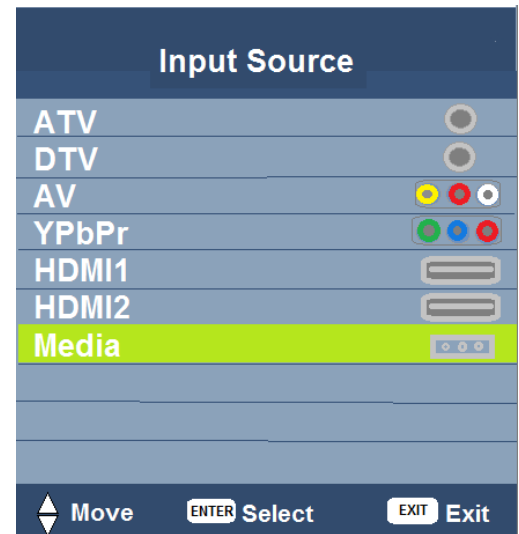 Input Source
ATV
DTV
AV
YPbPr
HDMI1
HDMI2
Media
Move ENTER Select EXIT Exit